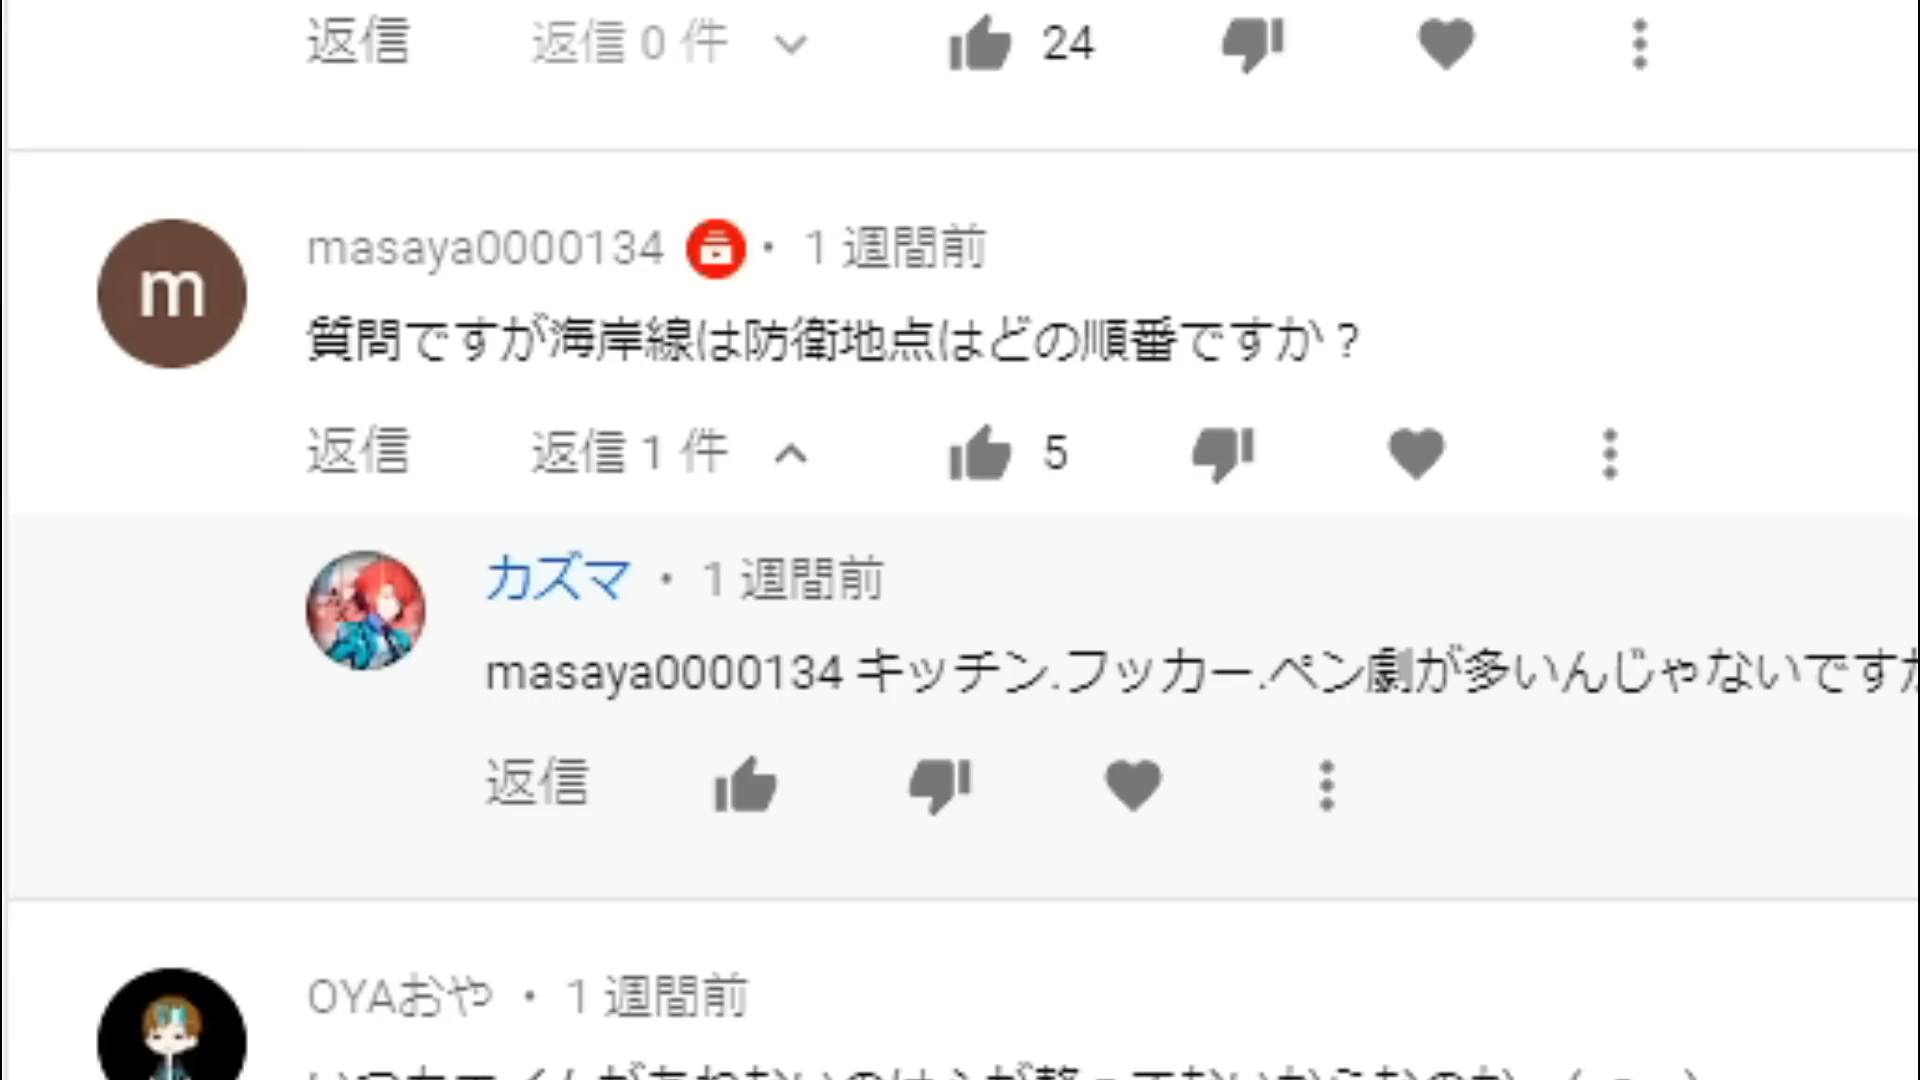 返信 返信 0 件 24
m
masaya0000134 ・ 1 週間前
質問ですが海岸線は防衛地点はどの順番ですか？
返信 返信 1 件 5
カズマ ・ 1 週間前
masaya0000134 キッチン.フッカー.ペン劇が多いんじゃないですか
返信
OYAおや ・ 1 週間前